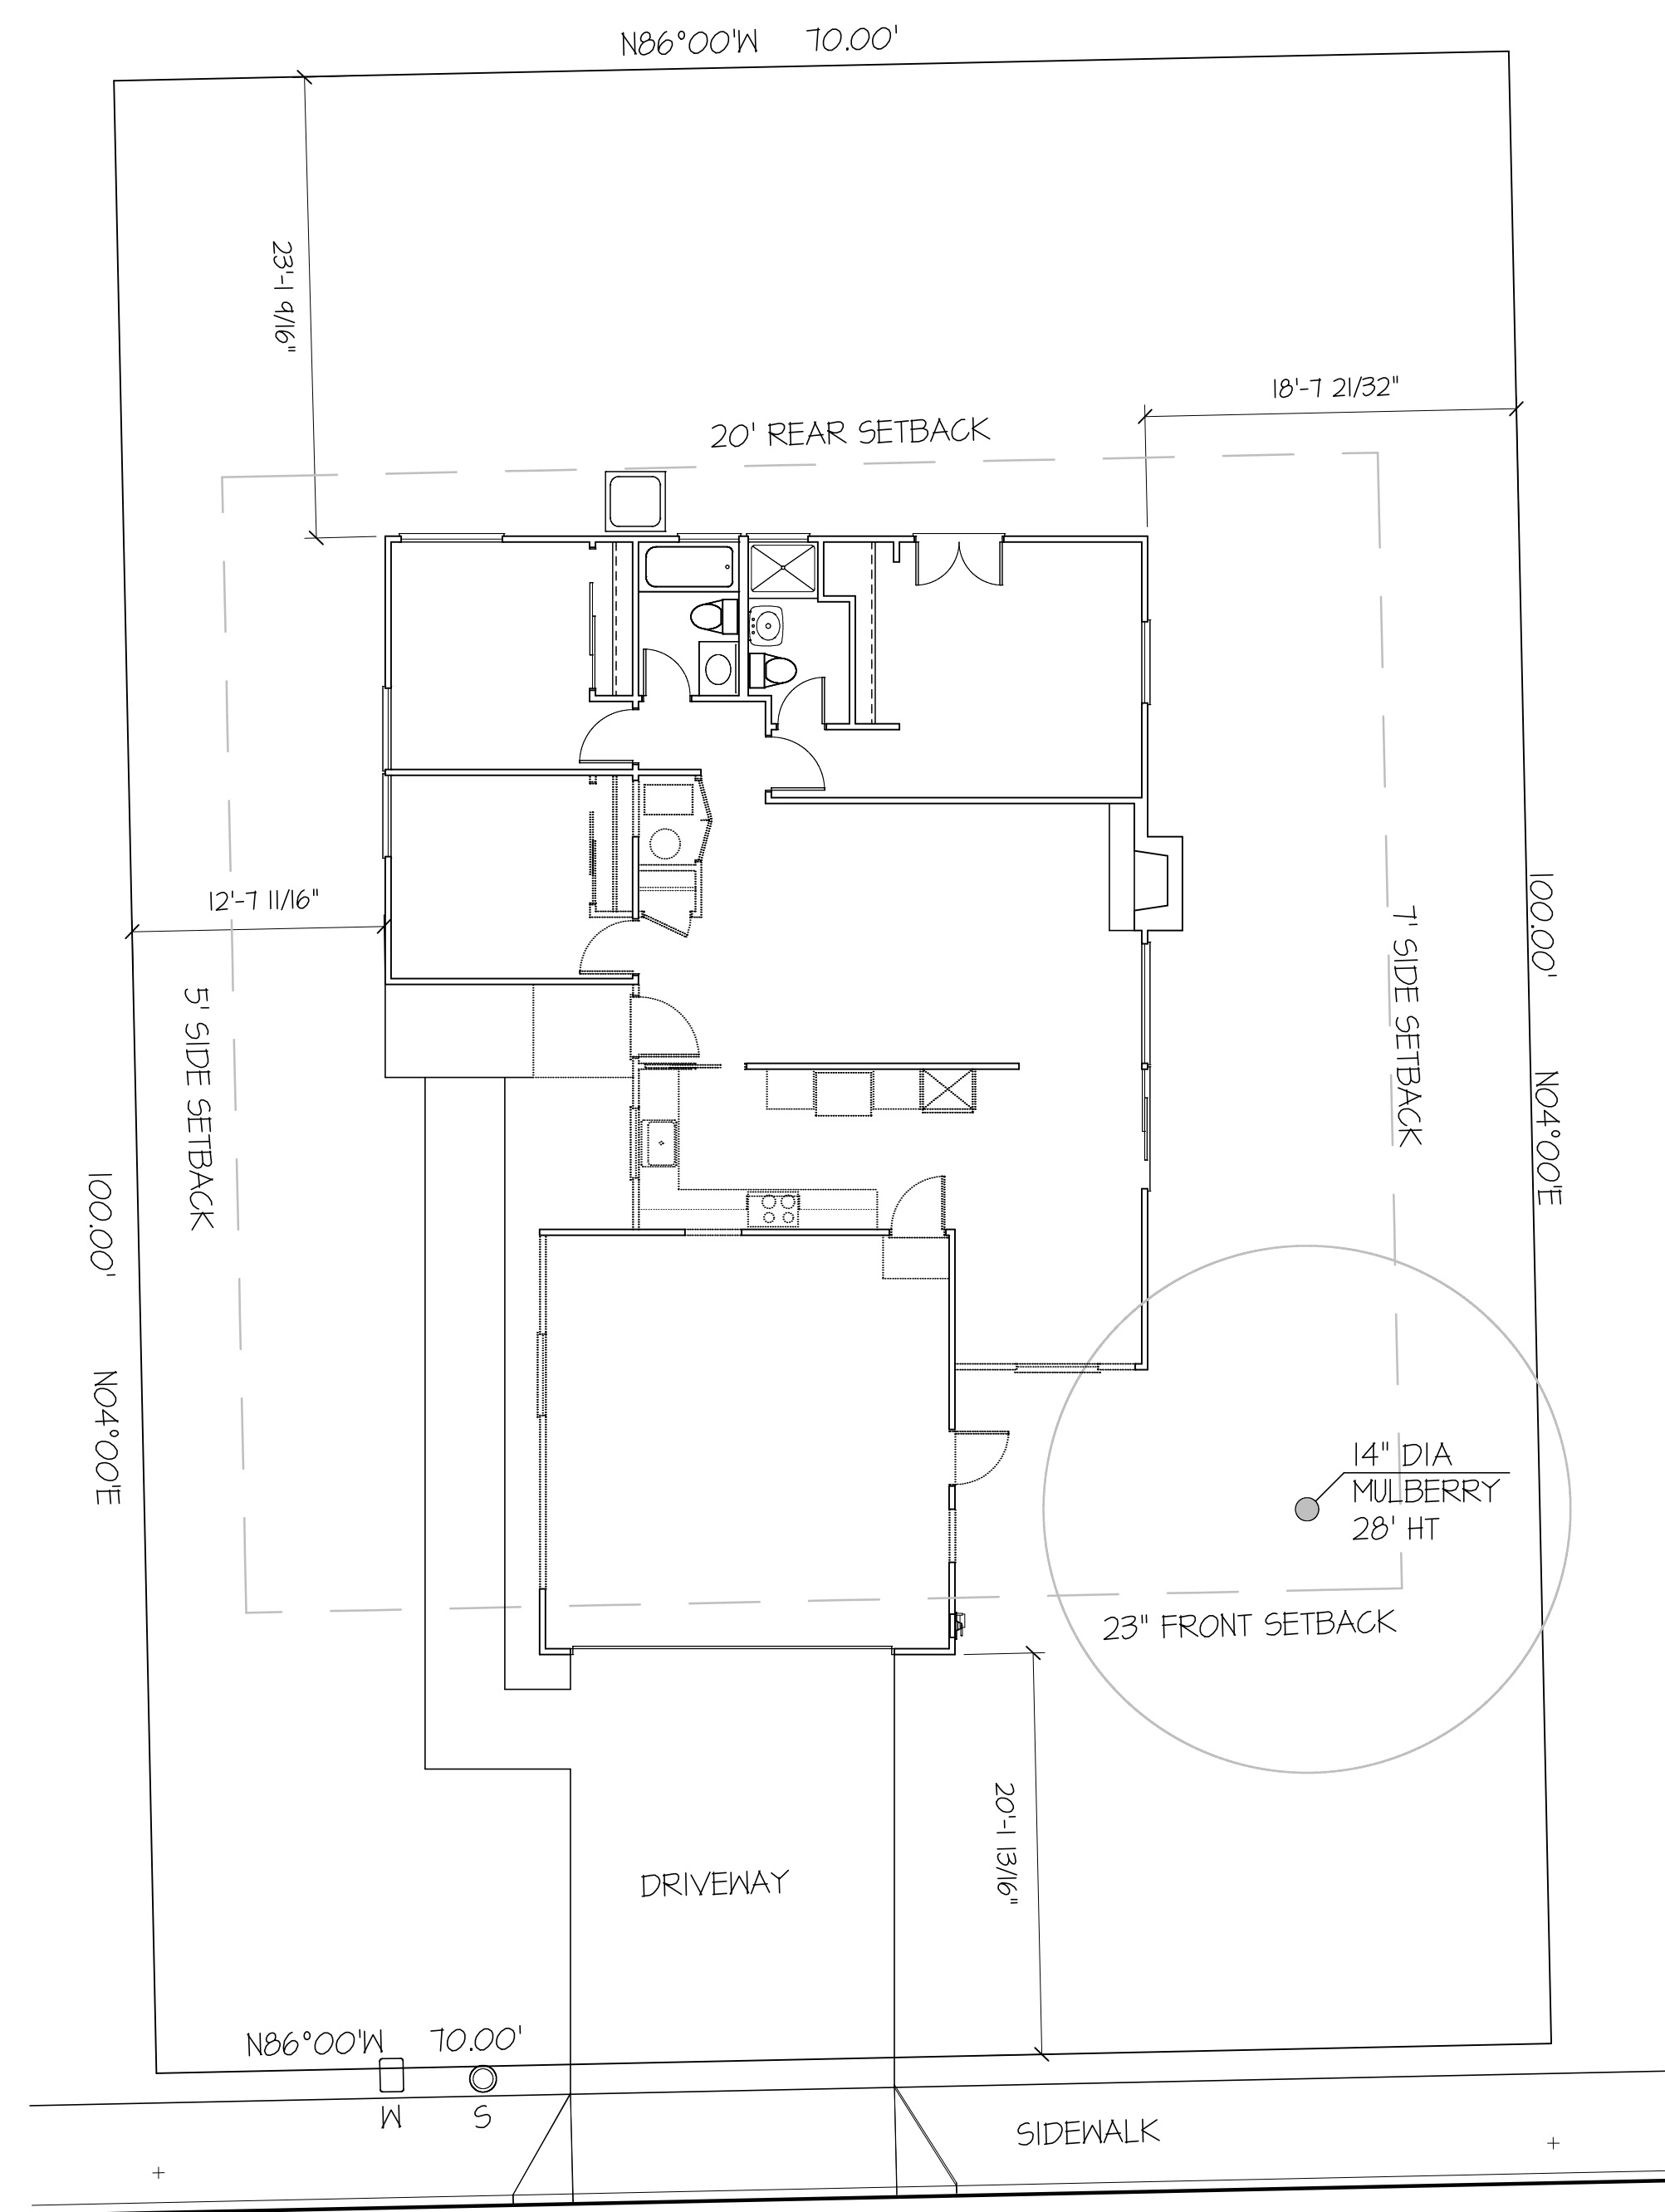 N86°00'W 70.00'
23'-1 9/16"
18'-7 21/32"
20' REAR SETBACK
12'-7 11/16"
5' SIDE SETBACK
7' SIDE SETBACK
100.00' N04°00'E
100.00' N04°00'E
14" DIA
MULBERRY
28' HT
23" FRONT SETBACK
20'-1 13/16"
DRIVEWAY
N86°00'W 70.00'
W S
SIDEWALK